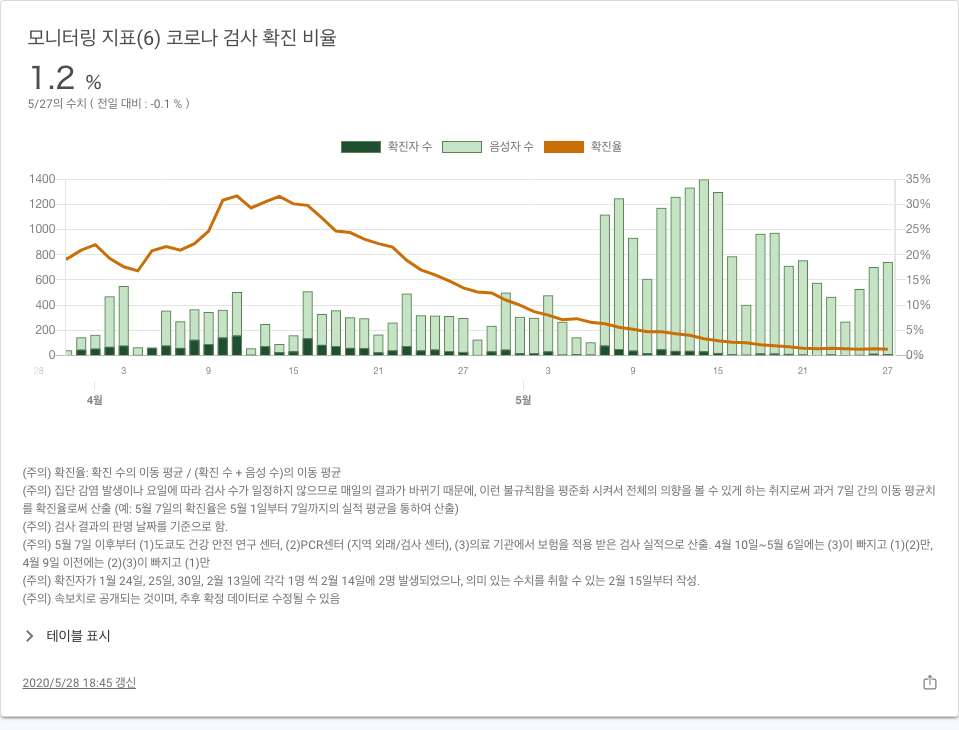 모니터링 지표(6) 코로나 검사 확진 비율
1.2 %
5/27의 수치 ( 전일 대비 : -0.1 % )
확진자 수 음성자 수 확진율
1400 35%
1200 30%
1000 25%
800 20%
600 15%
400 10%
200 5%
0 0%
28 3 9 15 21 27 3 9 15 21 27
4월 5월
(주의) 확진율: 확진 수의 이동 평균 / (확진 수 + 음성 수)의 이동 평균
(주의) 집단 감염 발생이나 요일에 따라 검사 수가 일정하지 않으므로 매일의 결과가 바뀌기 때문에, 이런 불규칙함을 평준화 시켜서 전체의 의향을 볼 수 있게 하는 취지로써 과거 7일 간의 이동 평균치
를 확진율로써 산출 (예: 5월 7일의 확진율은 5월 1일부터 7일까지의 실적 평균을 통하여 산출)
(주의) 검사 결과의 판명 날짜를 기준으로 함.
(주의) 5월 7일 이후부터 (1)도쿄도 건강 안전 연구 센터, (2)PCR센터 (지역 외래/검사 센터), (3)의료 기관에서 보험을 적용 받은 검사 실적으로 산출. 4월 10일~5월 6일에는 (3)이 빠지고 (1)(2)만,
4월 9일 이전에는 (2)(3)이 빠지고 (1)만
(주의) 확진자가 1월 24일, 25일, 30일, 2월 13일에 각각 1명 씩 2월 14일에 2명 발생되었으나, 의미 있는 수치를 취할 수 있는 2월 15일부터 작성.
(주의) 속보치로 공개되는 것이며, 추후 확정 데이터로 수정될 수 있음
테이블 표시
2020/5/28 18:45 갱신